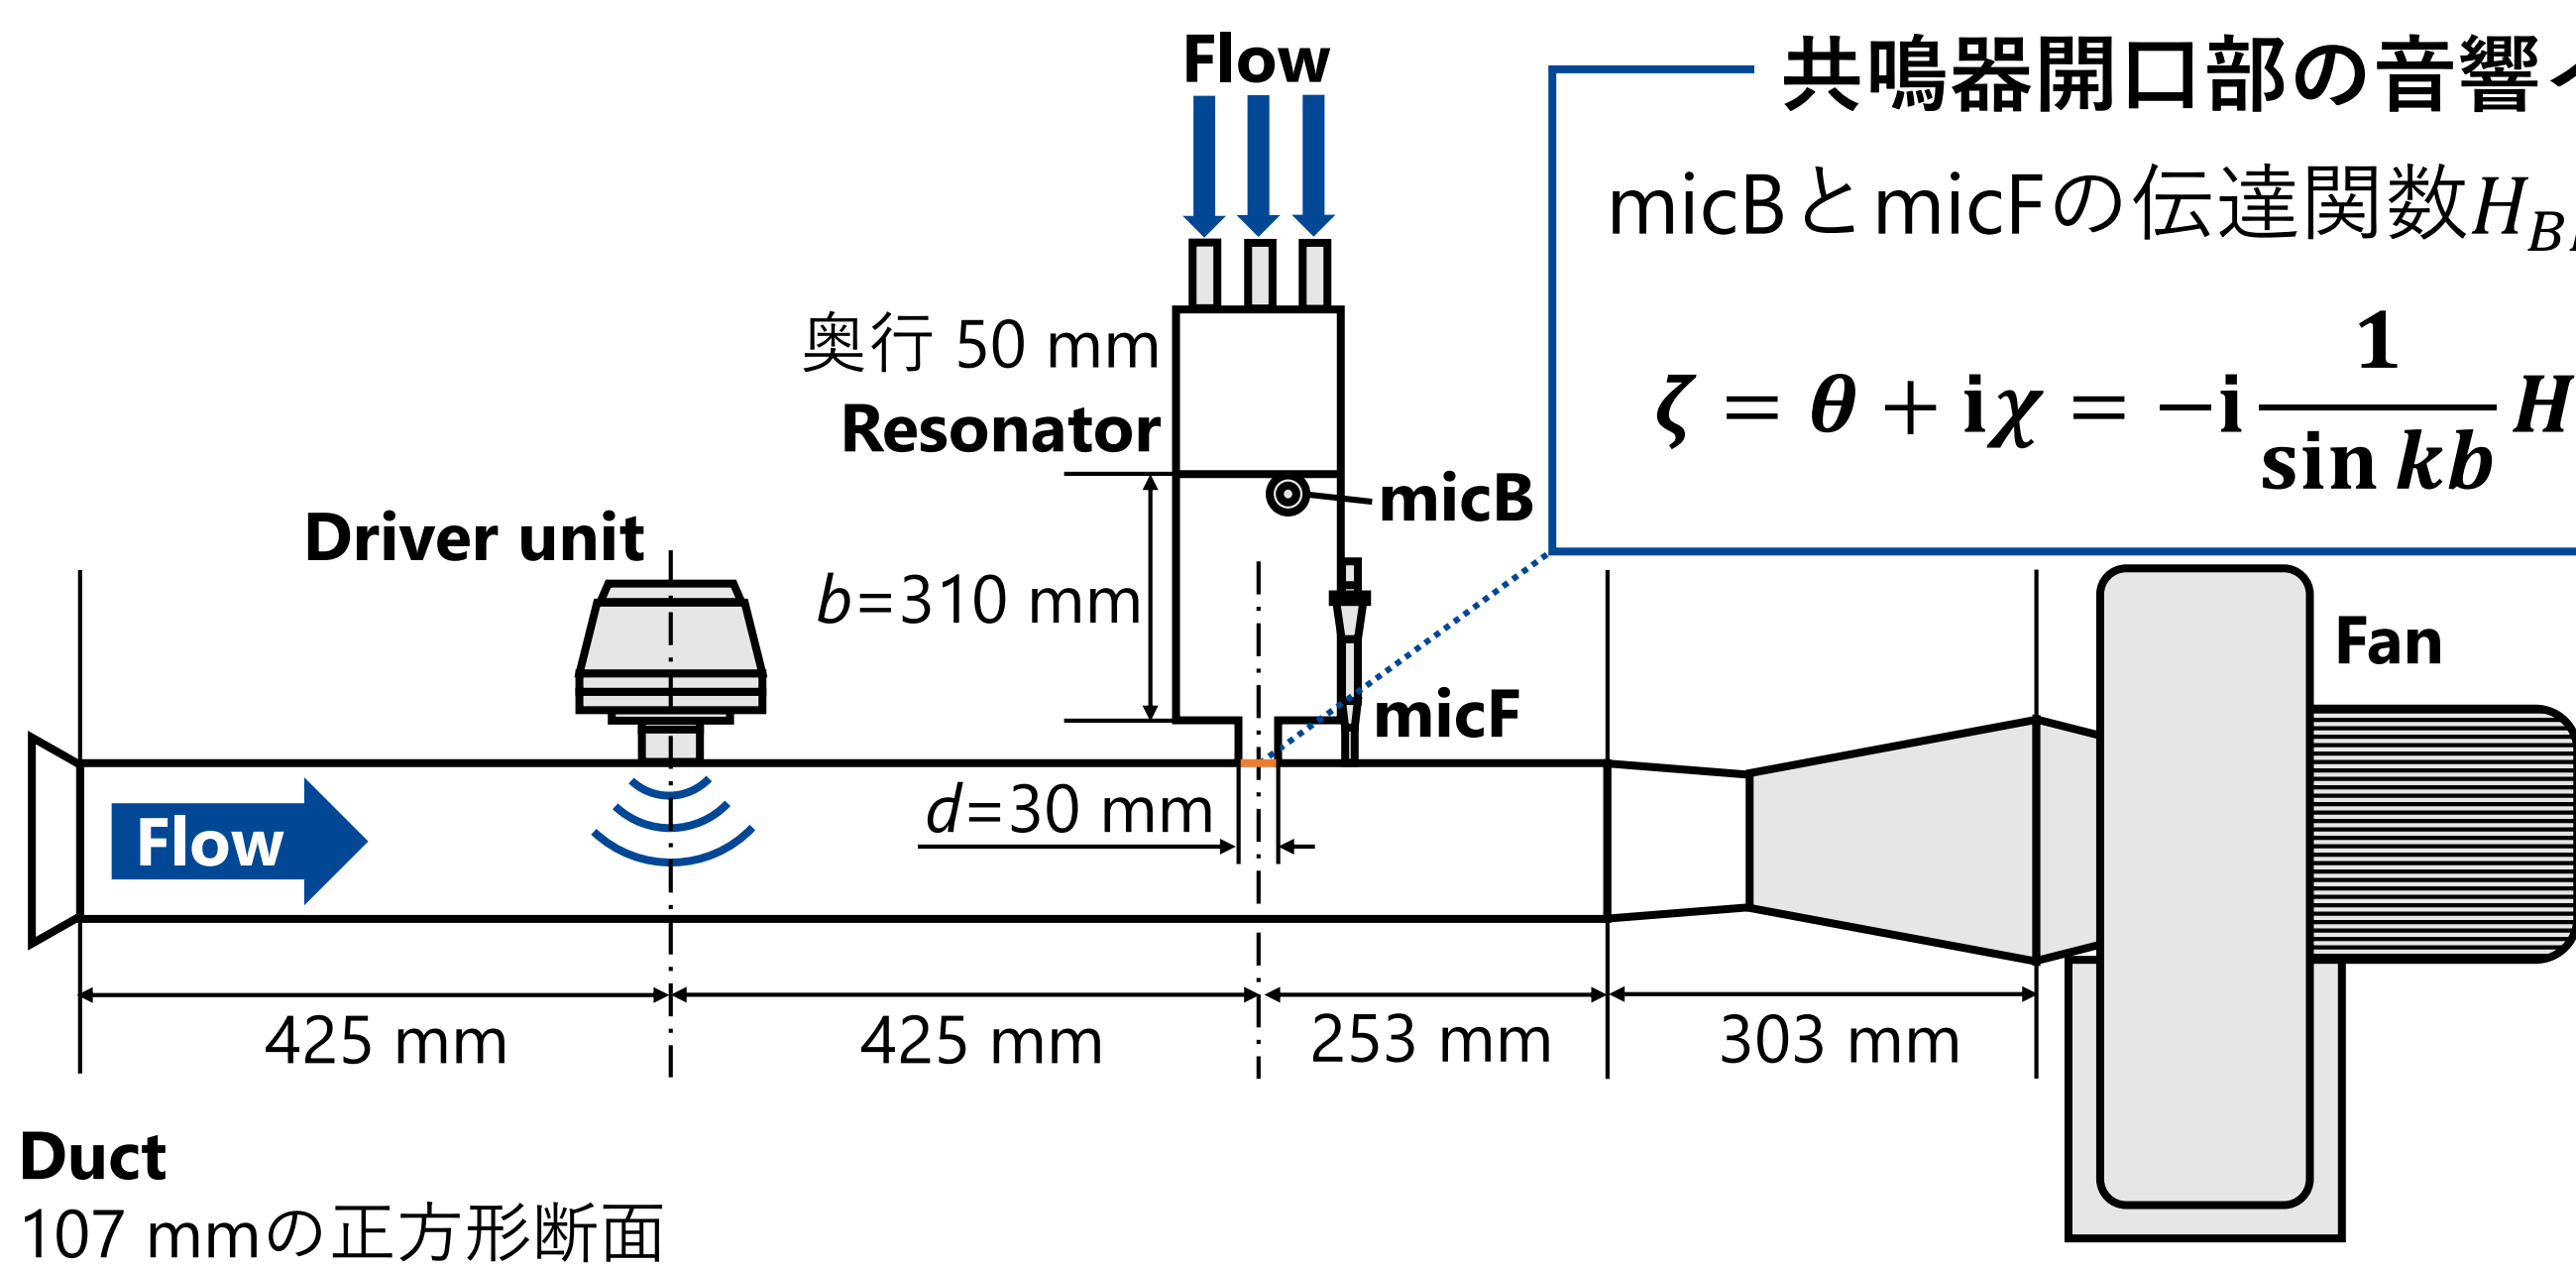 Flow
共鳴器開口部の音響イ
micBとmicFの伝達関数H_B
奥行 50 mm
ζ = θ + iχ = −i 1/sin kb H
Resonator
micB
Driver unit
b=310 mm
Fan
micF
d=30 mm
Flow
425 mm
425 mm
253 mm
303 mm
Duct
107 mmの正方形断面